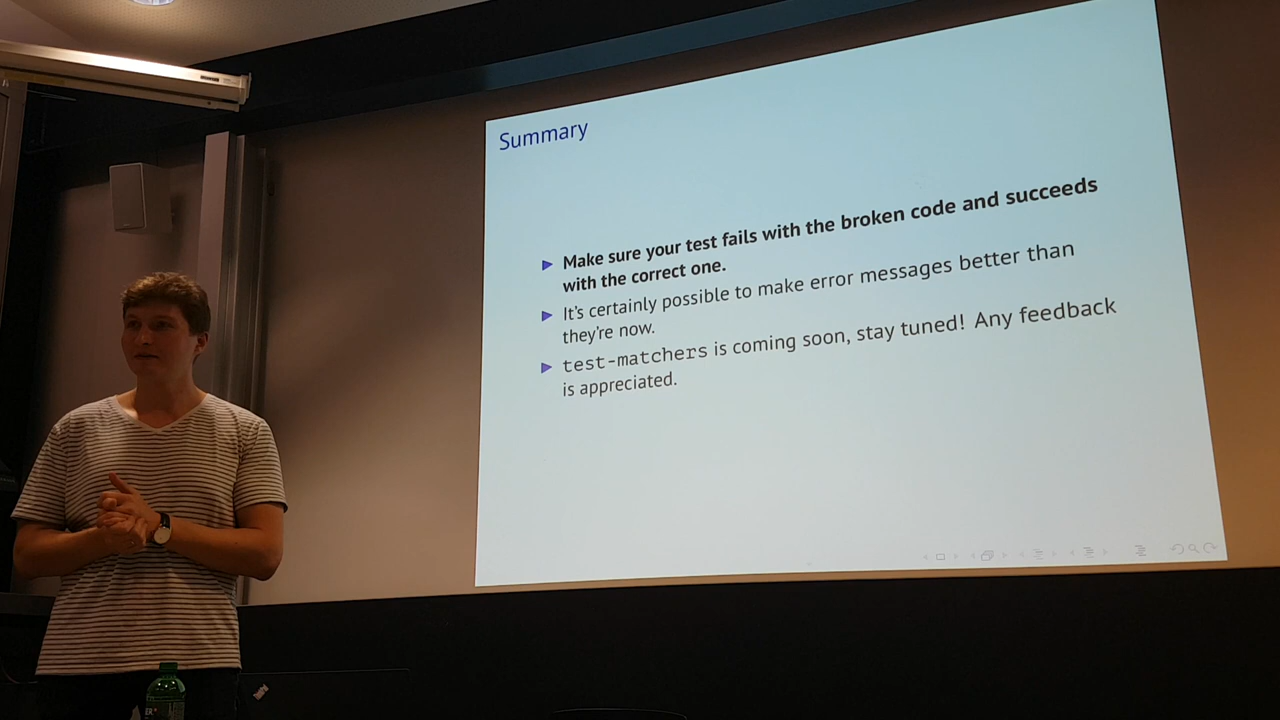 Summary
Make sure your test fails with the broken code and succeeds
with the correct one.
It's certainly possible to make error messages better than
they're now.
test-matchers is coming soon, stay tuned! Any feedback
is appreciated.